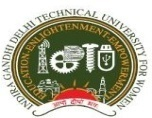 INDIRA GANDHI DELHI TECHNICAL UNIVERSITY FOR WOMEN
EDUCATION•ENLIGHTENMENT•EMPOWERMENT